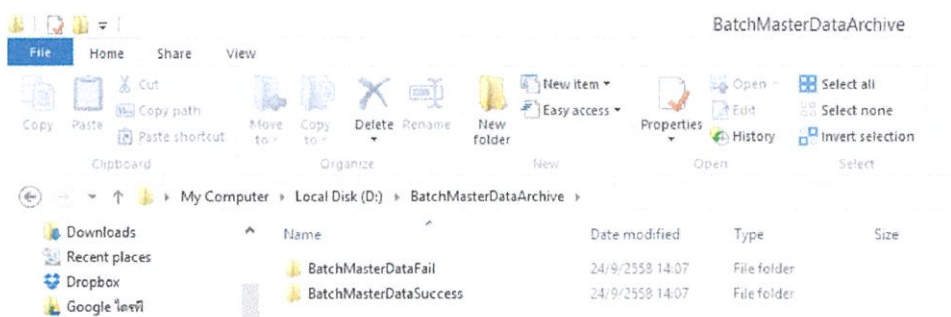 BatchMasterDataArchive
File Home Share View
Copy
Paste
Cut
Copy path
Paste shortcut
Clipboard
Move to
Copy to
Delete
Rename
Organize
New folder
New item
Easy access
New
Properties
Open
Edit
History
Open
Select all
Select none
Invert selection
Select
My Computer Local Disk (D:) BatchMasterDataArchive
Downloads
Recent places
Dropbox
Google ไดรฟ์
Name Date modified Type Size
BatchMasterDataFail 24/9/2558 14:07 File folder
BatchMasterDataSuccess 24/9/2558 14:07 File folder